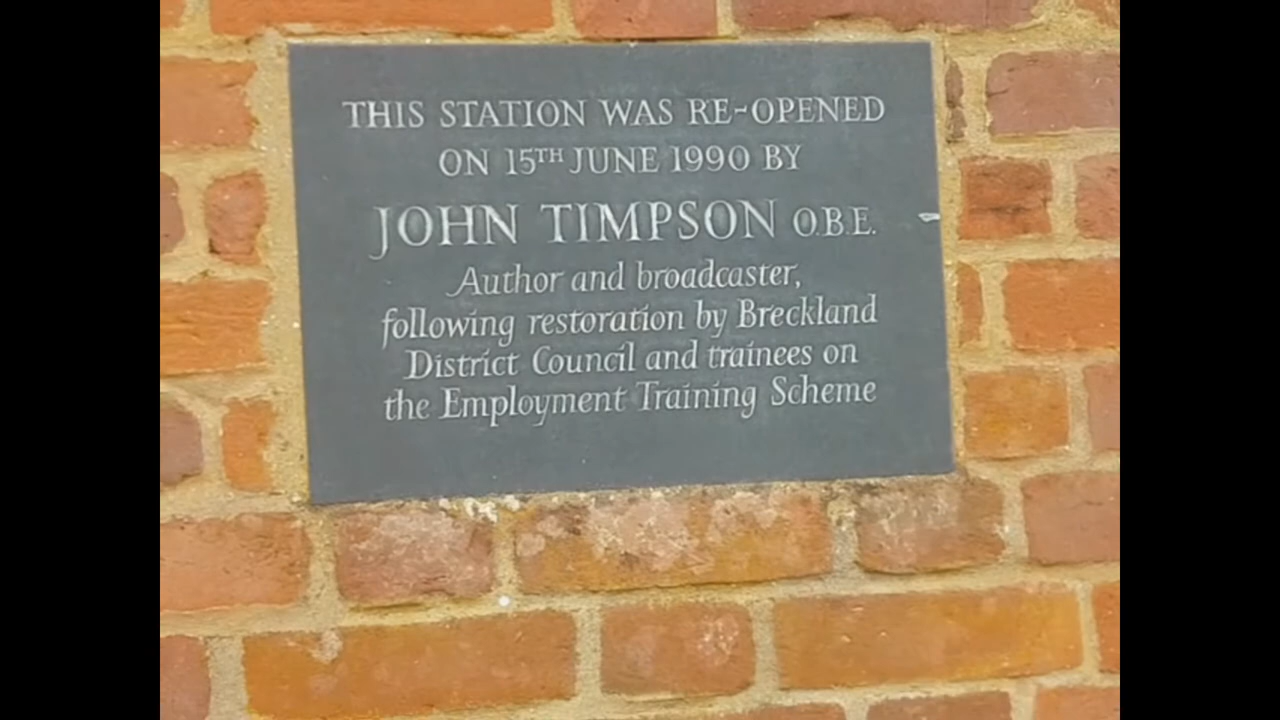 THIS STATION WAS RE-OPENED
ON 15TH JUNE 1990 BY
JOHN TIMPSON O.B.E.
Author and broadcaster,
following restoration by Breckland
District Council and trainees on
the Employment Training Scheme